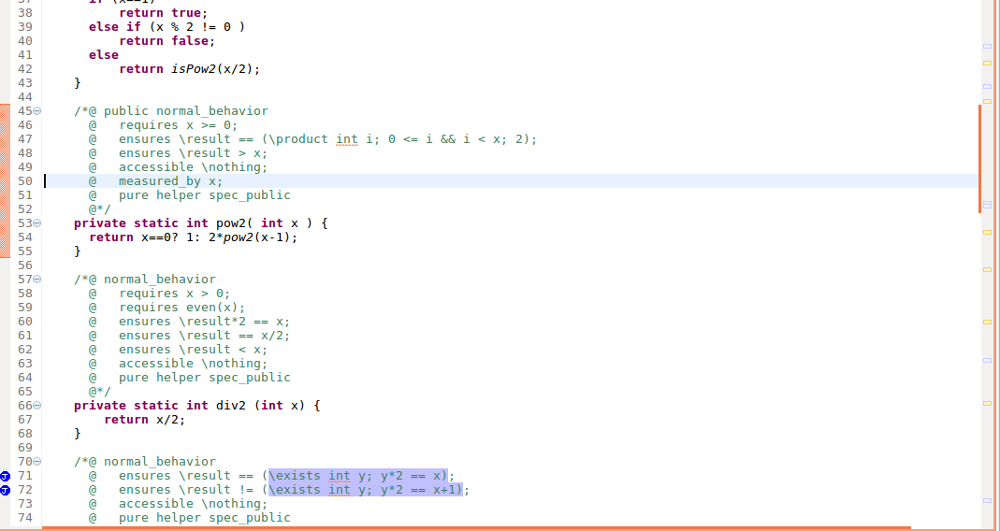 37 if (x==1)
38 return true;
39 else if (x % 2 != 0 )
40 return false;
41 else
42 return isPow2(x/2);
43 }
44
45 /*@ public normal_behavior
46 @ requires x >= 0;
47 @ ensures \result == (\product int i; 0 <= i && i < x; 2);
48 @ ensures \result > x;
49 @ accessible \nothing;
50 @ measured_by x;
51 @ pure helper spec_public
52 @*/
53 private static int pow2( int x ) {
54 return x==0? 1: 2*pow2(x-1);
55 }
56
57 /*@ normal_behavior
58 @ requires x > 0;
59 @ requires even(x);
60 @ ensures \result*2 == x;
61 @ ensures \result == x/2;
62 @ ensures \result < x;
63 @ accessible \nothing;
64 @ pure helper spec_public
65 @*/
66 private static int div2 (int x) {
67 return x/2;
68 }
69
70 /*@ normal_behavior
71 @ ensures \result == (\exists int y; y*2 == x);
72 @ ensures \result != (\exists int y; y*2 == x+1);
73 @ accessible \nothing;
74 @ pure helper spec_public